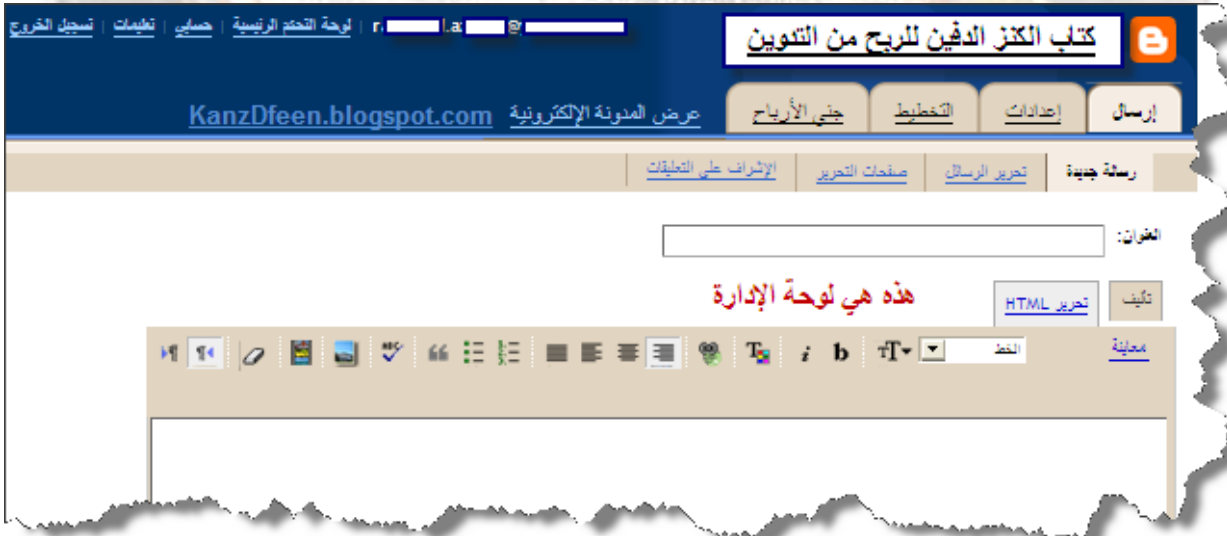 r. | لوحة التحكم الرئيسية | حسابي | تعليمات | تسجيل الخروج
كتاب الكنز الدفين للربح من التدوين
إرسال إعدادات التخطيط جني الأرباح عرض المدونة الإلكترونية KanzDfeen.blogspot.com
رسالة جديدة تحرير الرسائل صفحات التحرير الإشراف على التعليقات
العنوان:
هذه هي لوحة الإدارة
تأليف تحرير HTML
معاينة الخط